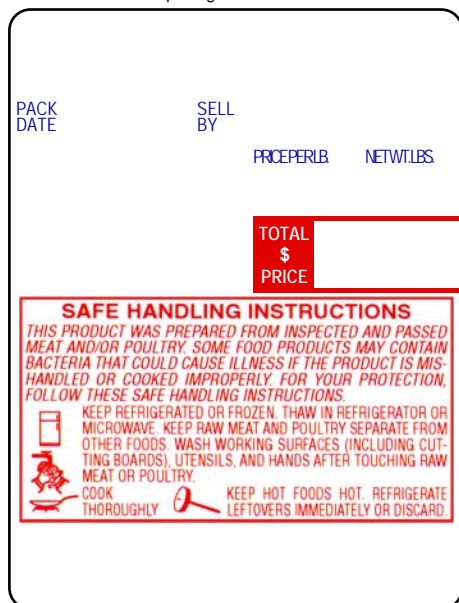 PACK SELL
DATE BY
PRICEPERLB. NETWT.LBS.
TOTAL
$
PRICE
SAFE HANDLING INSTRUCTIONS
THIS PRODUCT WAS PREPARED FROM INSPECTED AND PASSED
MEAT AND/OR POULTRY. SOME FOOD PRODUCTS MAY CONTAIN
BACTERIA THAT COULD CAUSE ILLNESS IF THE PRODUCT IS MIS-
HANDLED OR COOKED IMPROPERLY. FOR YOUR PROTECTION,
FOLLOW THESE SAFE HANDLING INSTRUCTIONS.
KEEP REFRIGERATED OR FROZEN. THAW IN REFRIGERATOR OR
MICROWAVE. KEEP RAW MEAT AND POULTRY SEPARATE FROM
OTHER FOODS. WASH WORKING SURFACES (INCLUDING CUT-
TING BOARDS), UTENSILS, AND HANDS AFTER TOUCHING RAW
MEAT OR POULTRY.
COOK
THOROUGHLY
KEEP HOT FOODS HOT. REFRIGERATE
LEFTOVERS IMMEDIATELY OR DISCARD.